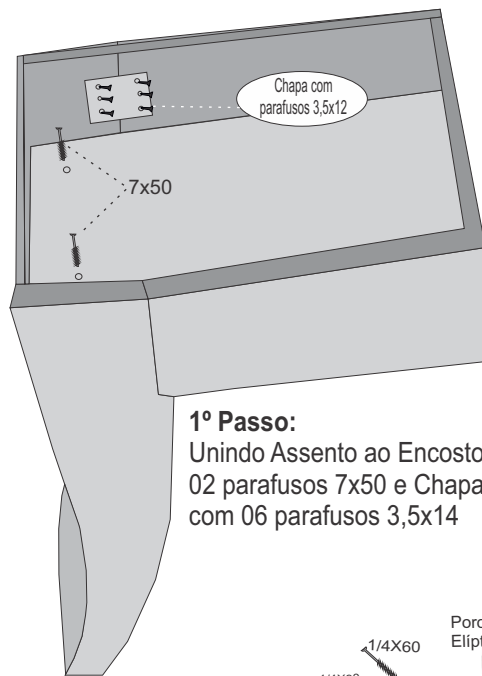 Chapa com
parafusos 3,5x12
7x50
1º Passo:
Unindo Assento ao Encosto
02 parafusos 7x50 e Chapa
com 06 parafusos 3,5x14
1/4X60